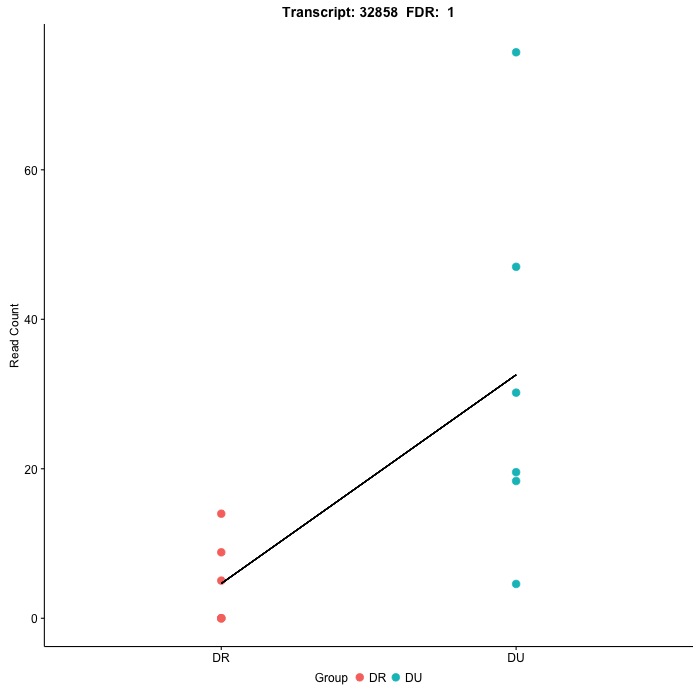 Transcript: 32858  FDR:  1
Read Count
60
40
20
0
DR DU
Group DR DU